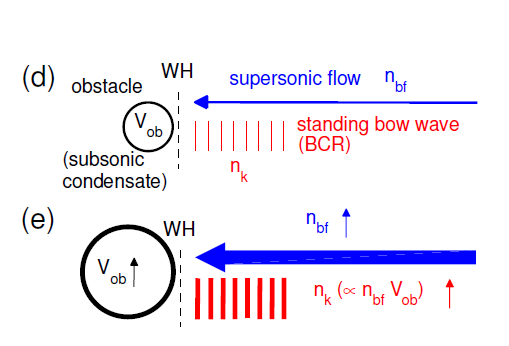 (d)
obstacle
WH
supersonic flow n_bf
V_ob
standing bow wave
(BCR)
(subsonic
condensate)
n_k
(e)
WH
n_bf ↑
V_ob ↑
n_k (∝ n_bf V_ob) ↑